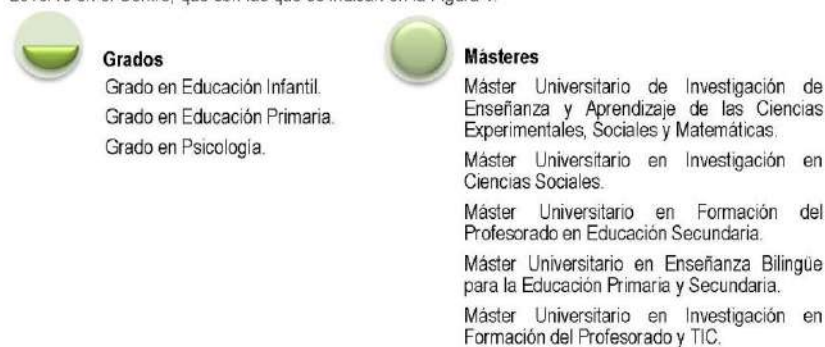 Grados
Grado en Educación Infantil.
Grado en Educación Primaria.
Grado en Psicología.
Másteres
Máster Universitario de Investigación de
Enseñanza y Aprendizaje de las Ciencias
Experimentales, Sociales y Matemáticas.
Máster Universitario en Investigación en
Ciencias Sociales.
Máster Universitario en Formación del
Profesorado en Educación Secundaria.
Máster Universitario en Enseñanza Bilingüe
para la Educación Primaria y Secundaria.
Máster Universitario en Investigación en
Formación del Profesorado y TIC.